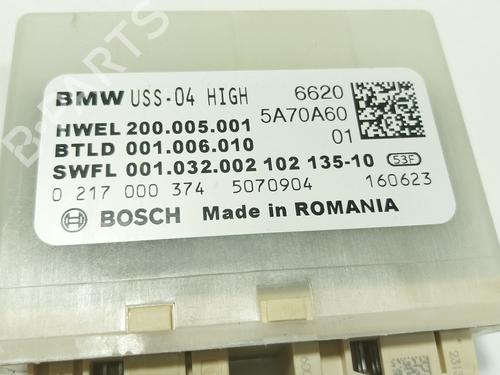 B-PARTS
BMW USS-04 HIGH 6620
5A70A60
HWEL 200.005.001 01
BTLD 001.006.010
SWFL 001.032.002 102 135-10 53F
0 217 000 374 5070904 160623
BOSCH Made in ROMANIA